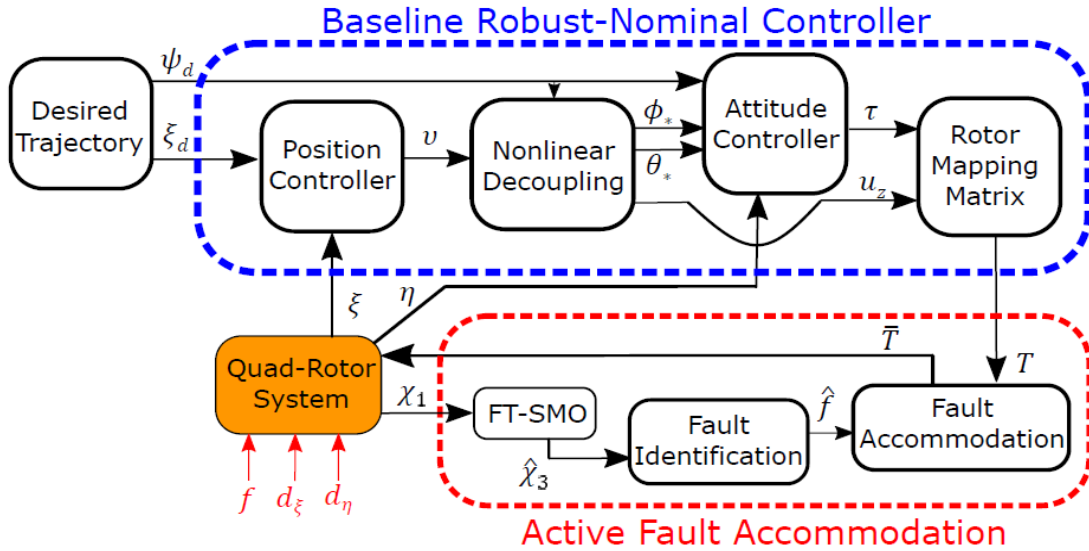 Baseline Robust-Nominal Controller
Desired
Trajectory
ψ_d
ξ_d
Position
Controller
υ
Nonlinear
Decoupling
ϕ_*
θ_*
Attitude
Controller
τ
u_z
Rotor
Mapping
Matrix
ξ
η
T̅
T
Quad-Rotor
System
χ_1
FT-SMO
χ̂_3
Fault
Identification
f̂
Fault
Accommodation
f
d_ξ
d_η
Active Fault Accommodation